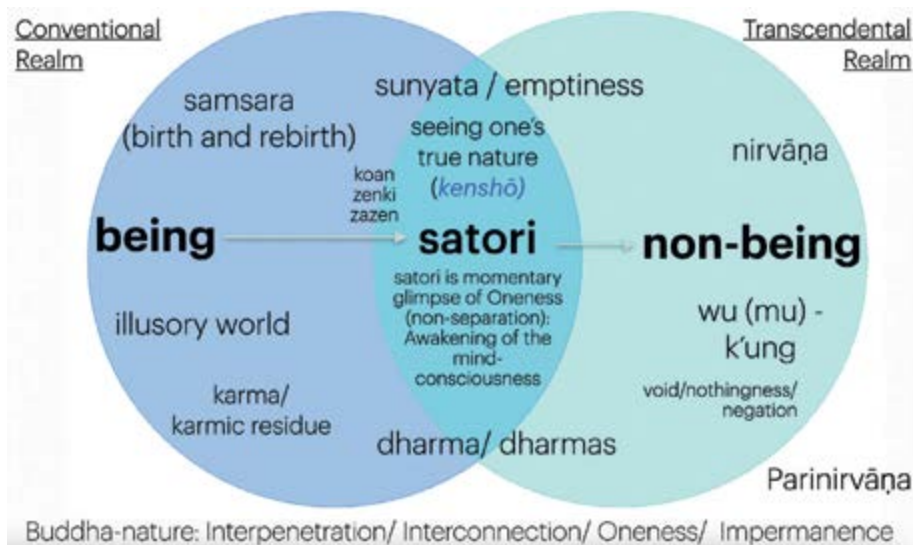 Conventional
Realm
Transcendental
Realm
samsara
(birth and rebirth)
sunyata / emptiness
seeing one's
true nature
(kenshō)
nirvāṇa
koan
zenki
zazen
being
satori
non-being
satori is momentary
glimpse of Oneness
(non-separation):
Awakening of the
mind-
consciousness
illusory world
wu (mu) -
k'ung
karma/
karmic residue
void/nothingness/
negation
dharma/ dharmas
Parinirvāṇa
Buddha-nature: Interpenetration/ Interconnection/ Oneness/ Impermanence